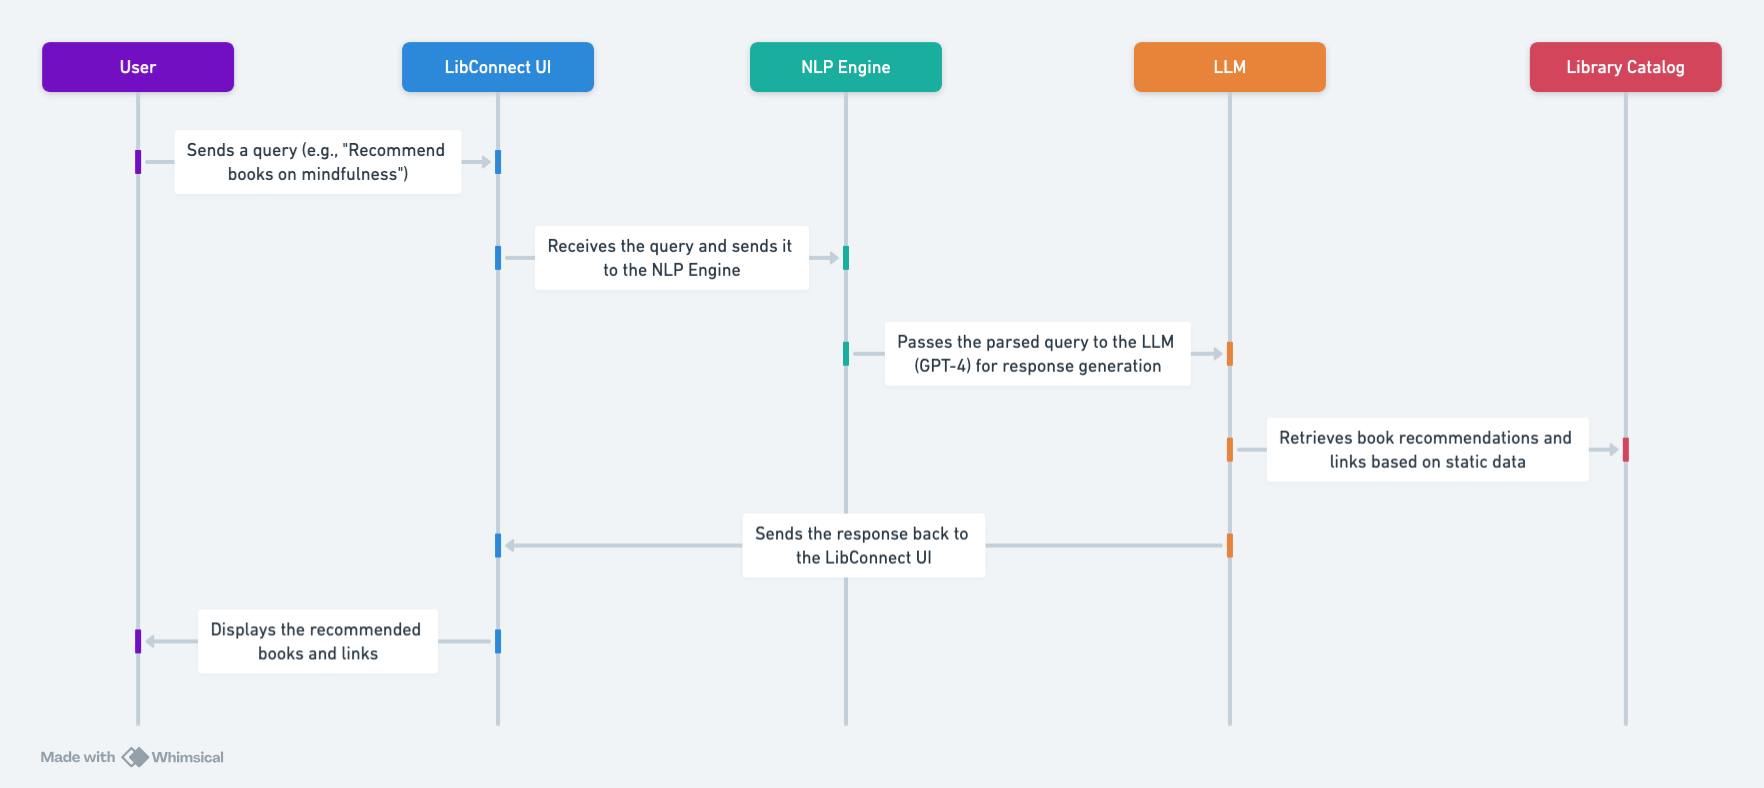 User
LibConnect UI
NLP Engine
LLM
Library Catalog
Sends a query (e.g., "Recommend
books on mindfulness")
Receives the query and sends it
to the NLP Engine
Passes the parsed query to the LLM
(GPT-4) for response generation
Retrieves book recommendations and
links based on static data
Sends the response back to
the LibConnect UI
Displays the recommended
books and links
Made with Whimsical